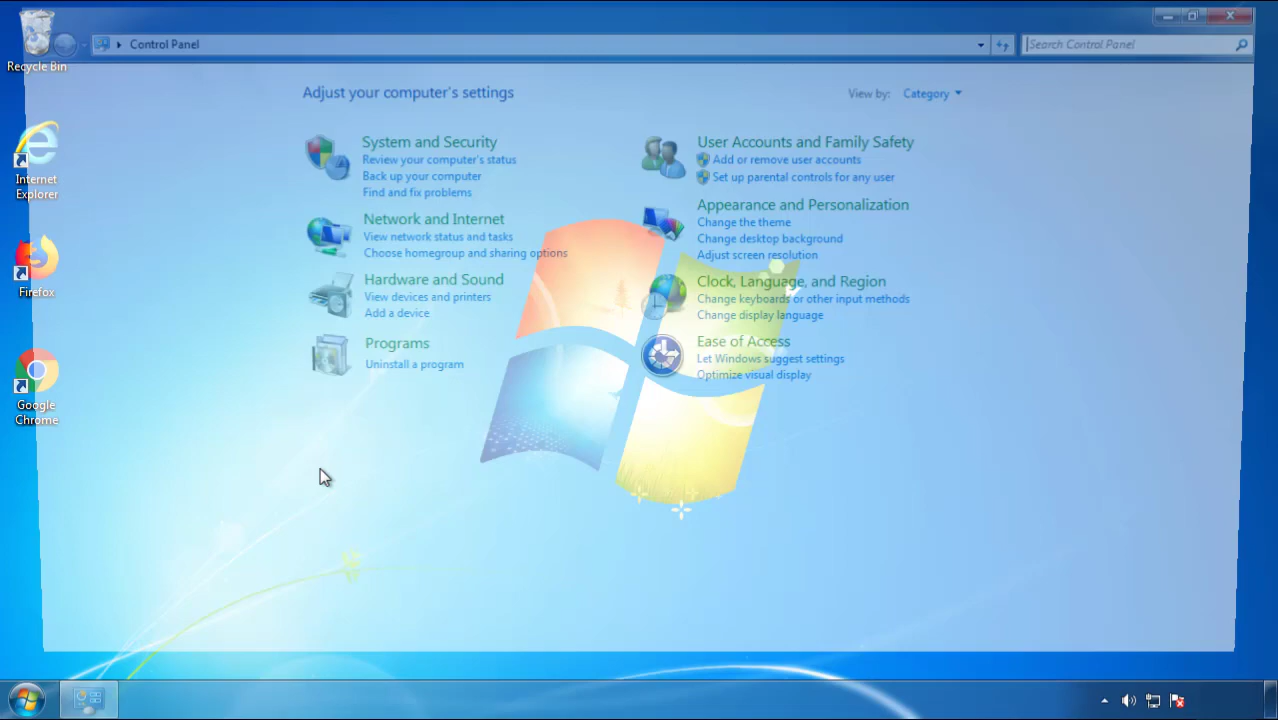 Recycle Bin
Internet
Explorer
Firefox
Google
Chrome
Control Panel
Search Control Panel
Adjust your computer's settings
View by: Category
System and Security
Review your computer's status
Back up your computer
Find and fix problems
Network and Internet
View network status and tasks
Choose homegroup and sharing options
Hardware and Sound
View devices and printers
Add a device
Programs
Uninstall a program
User Accounts and Family Safety
Add or remove user accounts
Set up parental controls for any user
Appearance and Personalization
Change the theme
Change desktop background
Adjust screen resolution
Clock, Language, and Region
Change keyboards or other input methods
Change display language
Ease of Access
Let Windows suggest settings
Optimize visual display